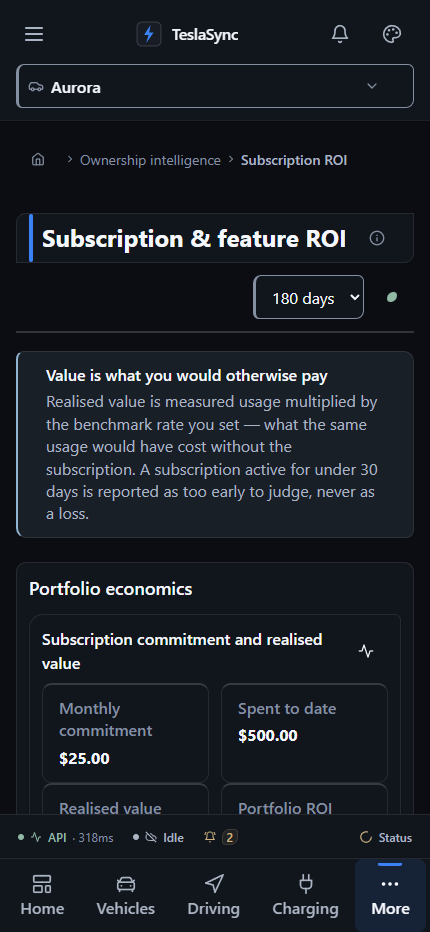 TeslaSync
Aurora
Ownership intelligence
Subscription ROI
Subscription & feature ROI
180 days
Value is what you would otherwise pay
Realised value is measured usage multiplied by
the benchmark rate you set — what the same
usage would have cost without the
subscription. A subscription active for under 30
days is reported as too early to judge, never as
a loss.
Portfolio economics
Subscription commitment and realised
value
Monthly
commitment
$25.00
Spent to date
$500.00
Realised value
Portfolio ROI
API · 318ms
Idle
2
Status
Home
Vehicles
Driving
Charging
More